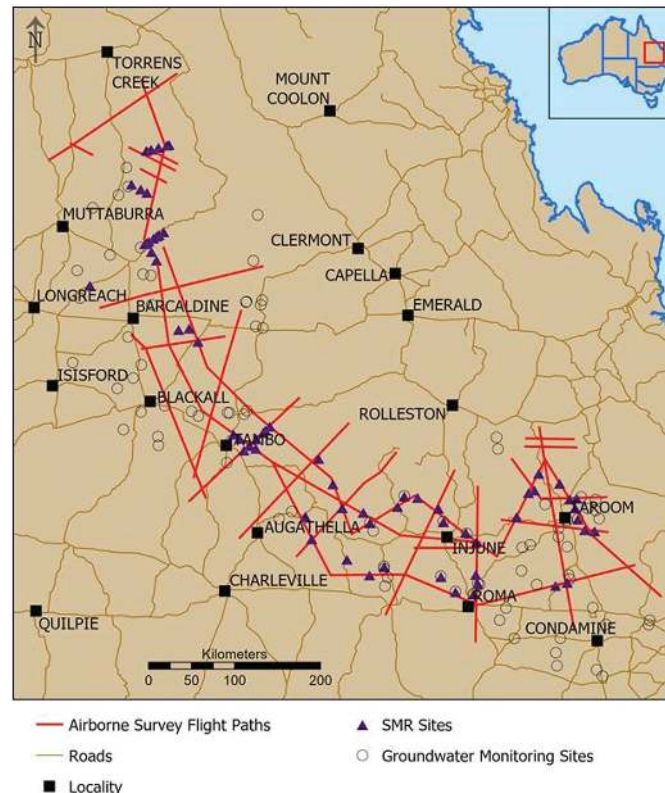 N
TORRENS
CREEK
MOUNT
COOLON
MUTTABURRA
CLERMONT
CAPELLA
LONGREACH
BARCALDINE
EMERALD
ISISFORD
BLACKALL
ROLLESTON
TAMBO
TAROOM
AUGATHELLA
INJUNE
CHARLEVILLE
ROMA
QUILPIE
CONDAMINE
Kilometers
0 50 100 200
Airborne Survey Flight Paths
SMR Sites
Roads
Groundwater Monitoring Sites
Locality